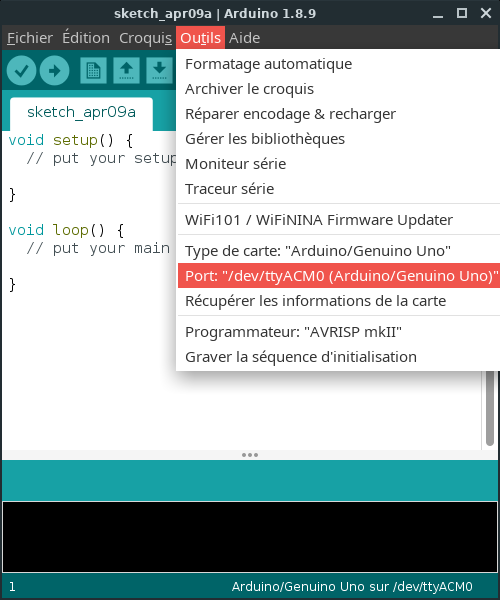 sketch_apr09a | Arduino 1.8.9
Fichier Édition Croquis Outils Aide
sketch_apr09a
void setup() {
// put your setup
}
void loop() {
// put your main
}
Formatage automatique
Archiver le croquis
Réparer encodage & recharger
Gérer les bibliothèques
Moniteur série
Traceur série
WiFi101 / WiFiNINA Firmware Updater
Type de carte: "Arduino/Genuino Uno"
Port: "/dev/ttyACM0 (Arduino/Genuino Uno)"
Récupérer les informations de la carte
Programmateur: "AVRISP mkII"
Graver la séquence d'initialisation
1 Arduino/Genuino Uno sur /dev/ttyACM0